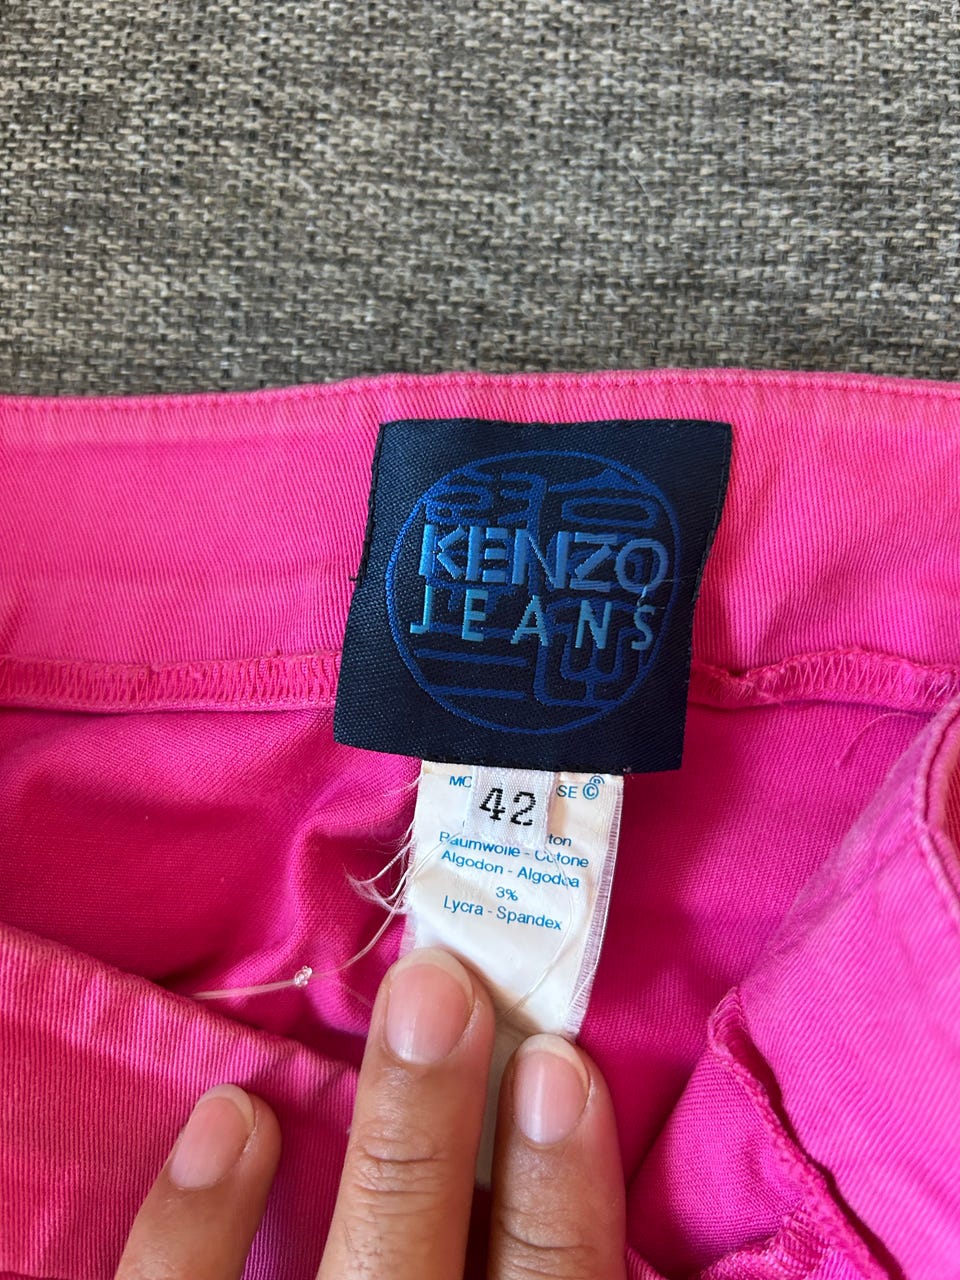 KENZO
JEANS
42
Baumwolle - Cotone
Algodon - Algodoa
3%
Lycra - Spandex